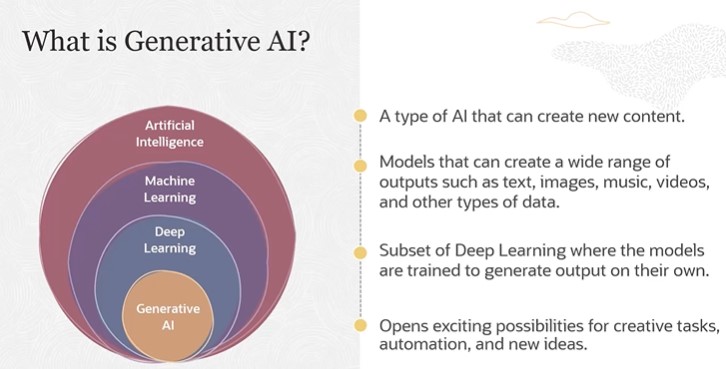 What is Generative AI?
Artificial
Intelligence
Machine
Learning
Deep
Learning
Generative
AI
A type of AI that can create new content.
Models that can create a wide range of
outputs such as text, images, music, videos,
and other types of data.
Subset of Deep Learning where the models
are trained to generate output on their own.
Opens exciting possibilities for creative tasks,
automation, and new ideas.